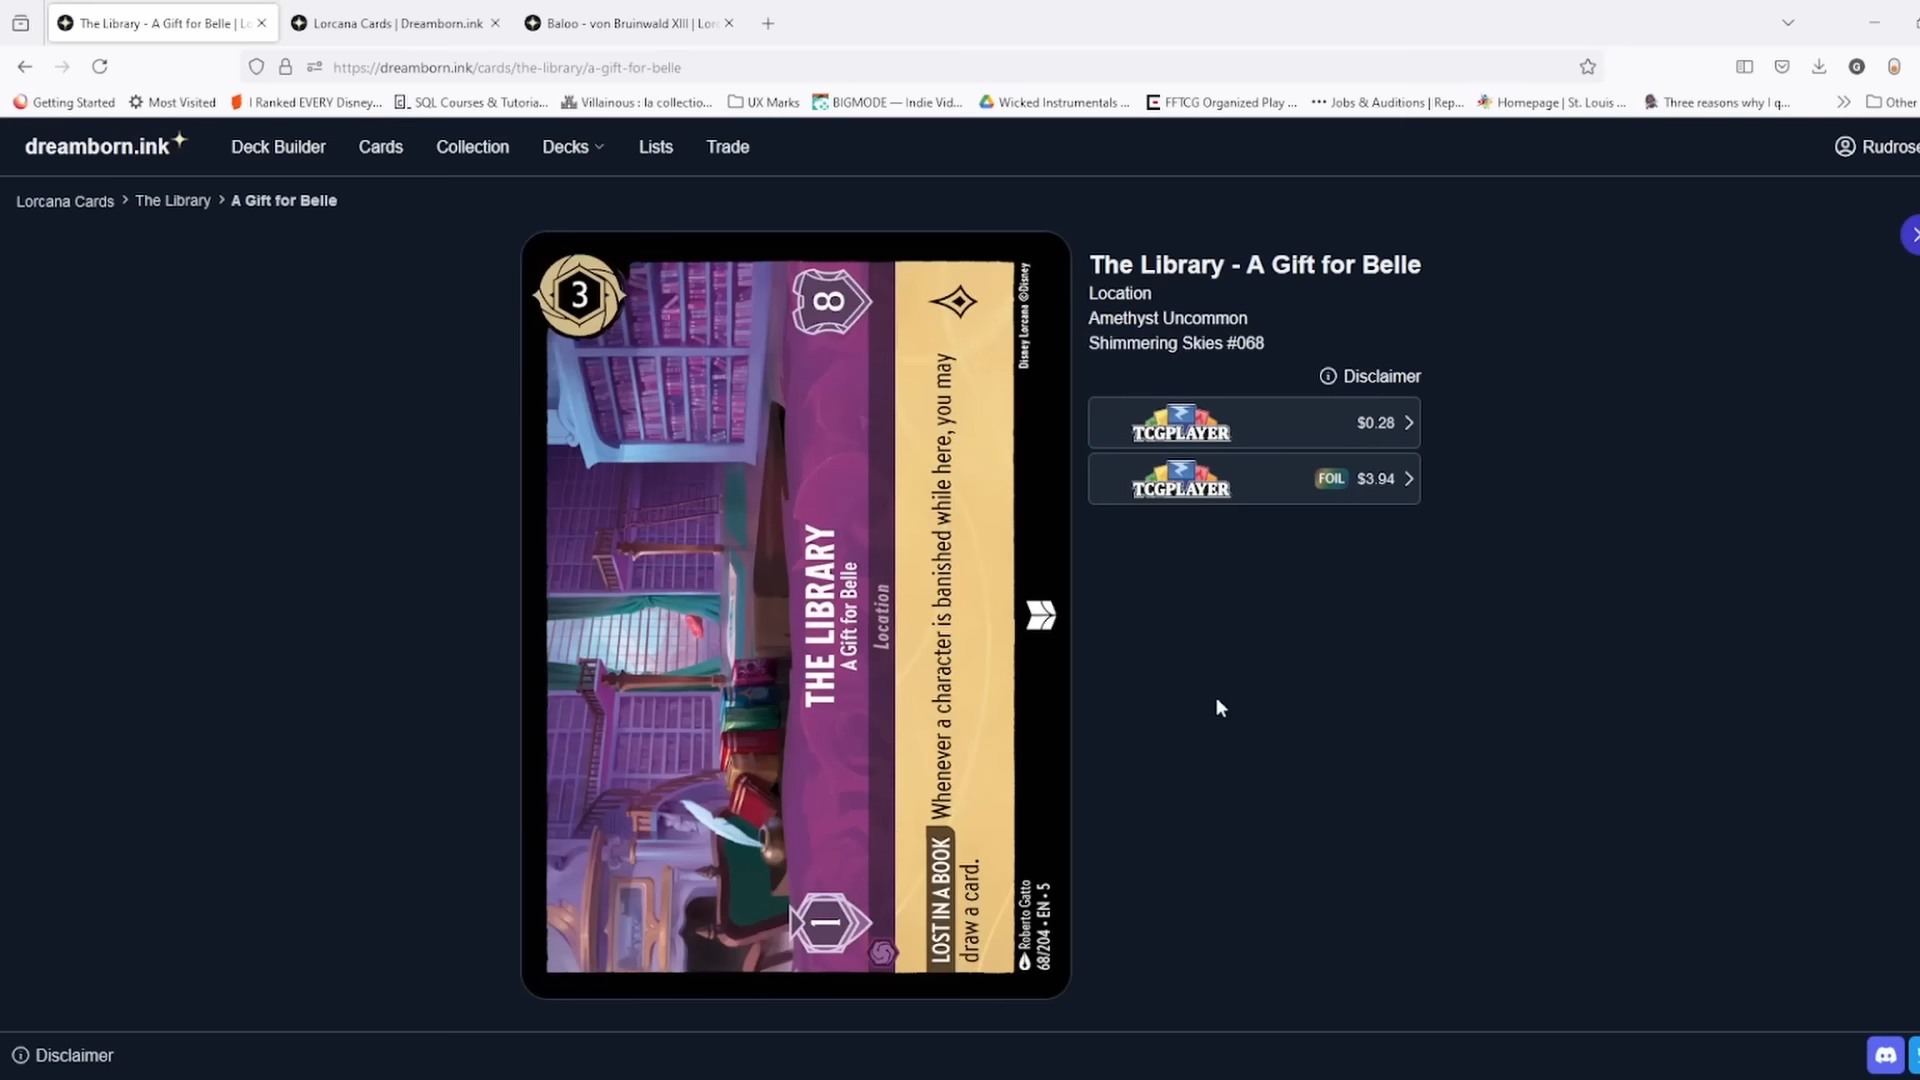 The Library - A Gift for Belle | Lo
Lorcana Cards | Dreamborn.ink
Baloo - von Bruinwald XIII | Lor
https://dreamborn.ink/cards/the-library/a-gift-for-belle
Getting Started
Most Visited
I Ranked EVERY Disney...
SQL Courses & Tutoria...
Villainous : la collectio...
UX Marks
BIGMODE — Indie Vid...
Wicked Instrumentals ...
FFTCG Organized Play ...
Jobs & Auditions | Rep...
Homepage | St. Louis ...
Three reasons why I q...
Other
dreamborn.ink
Deck Builder
Cards
Collection
Decks
Lists
Trade
Rudrose
Lorcana Cards > The Library > A Gift for Belle
3
8
THE LIBRARY
A Gift for Belle
Location
1
LOST IN A BOOK Whenever a character is banished while here, you may
draw a card.
Roberto Gatto
68/204 • EN • 5
Disney Lorcana ©Disney
The Library - A Gift for Belle
Location
Amethyst Uncommon
Shimmering Skies #068
Disclaimer
TCGPLAYER
$0.28
TCGPLAYER
FOIL
$3.94
Disclaimer